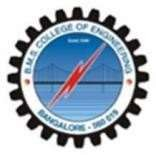 B.M.S. COLLEGE OF ENGINEERING
BANGALORE - 560 019